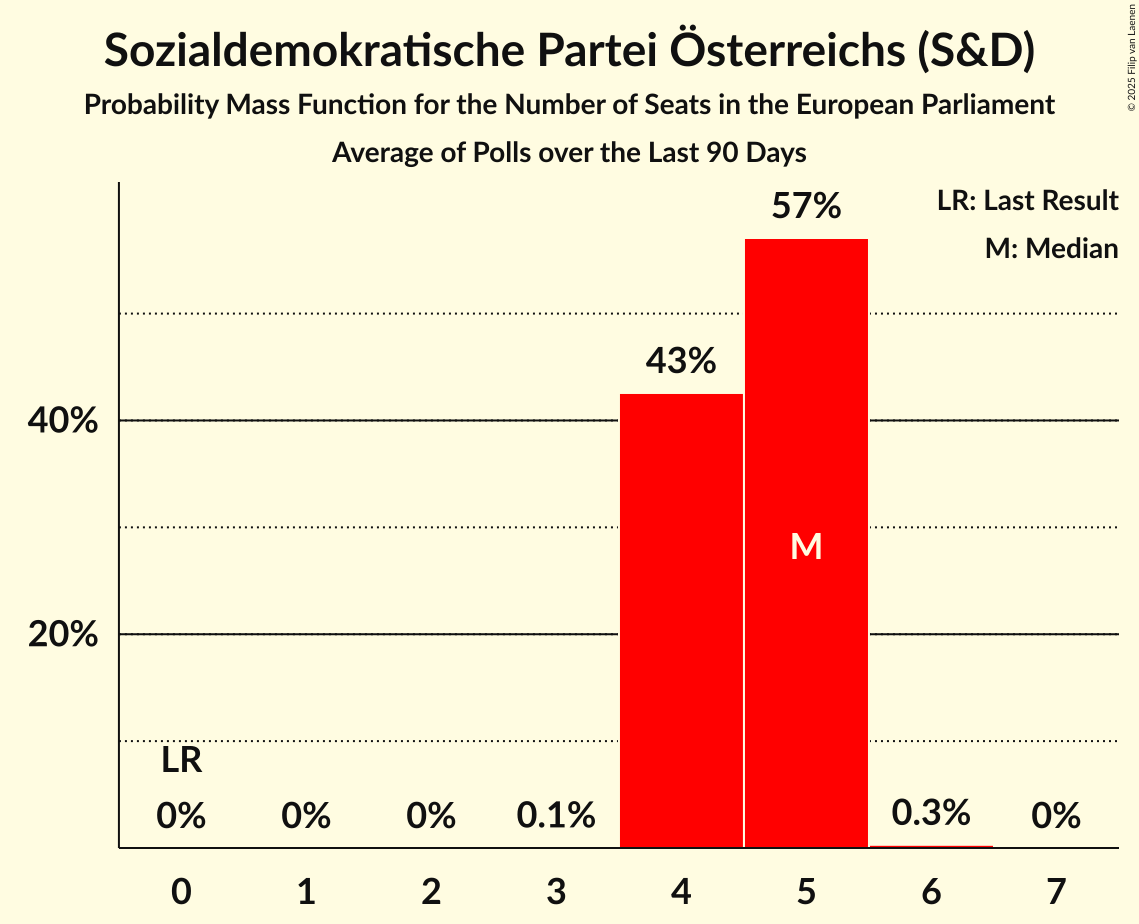 Sozialdemokratische Partei Österreichs (S&D)
Probability Mass Function for the Number of Seats in the European Parliament
Average of Polls over the Last 90 Days
© 2025 Filip van Laenen
LR: Last Result
M: Median
57%
43%
40%
M
20%
LR
0% 0% 0% 0.1% 0.3% 0%
0 1 2 3 4 5 6 7